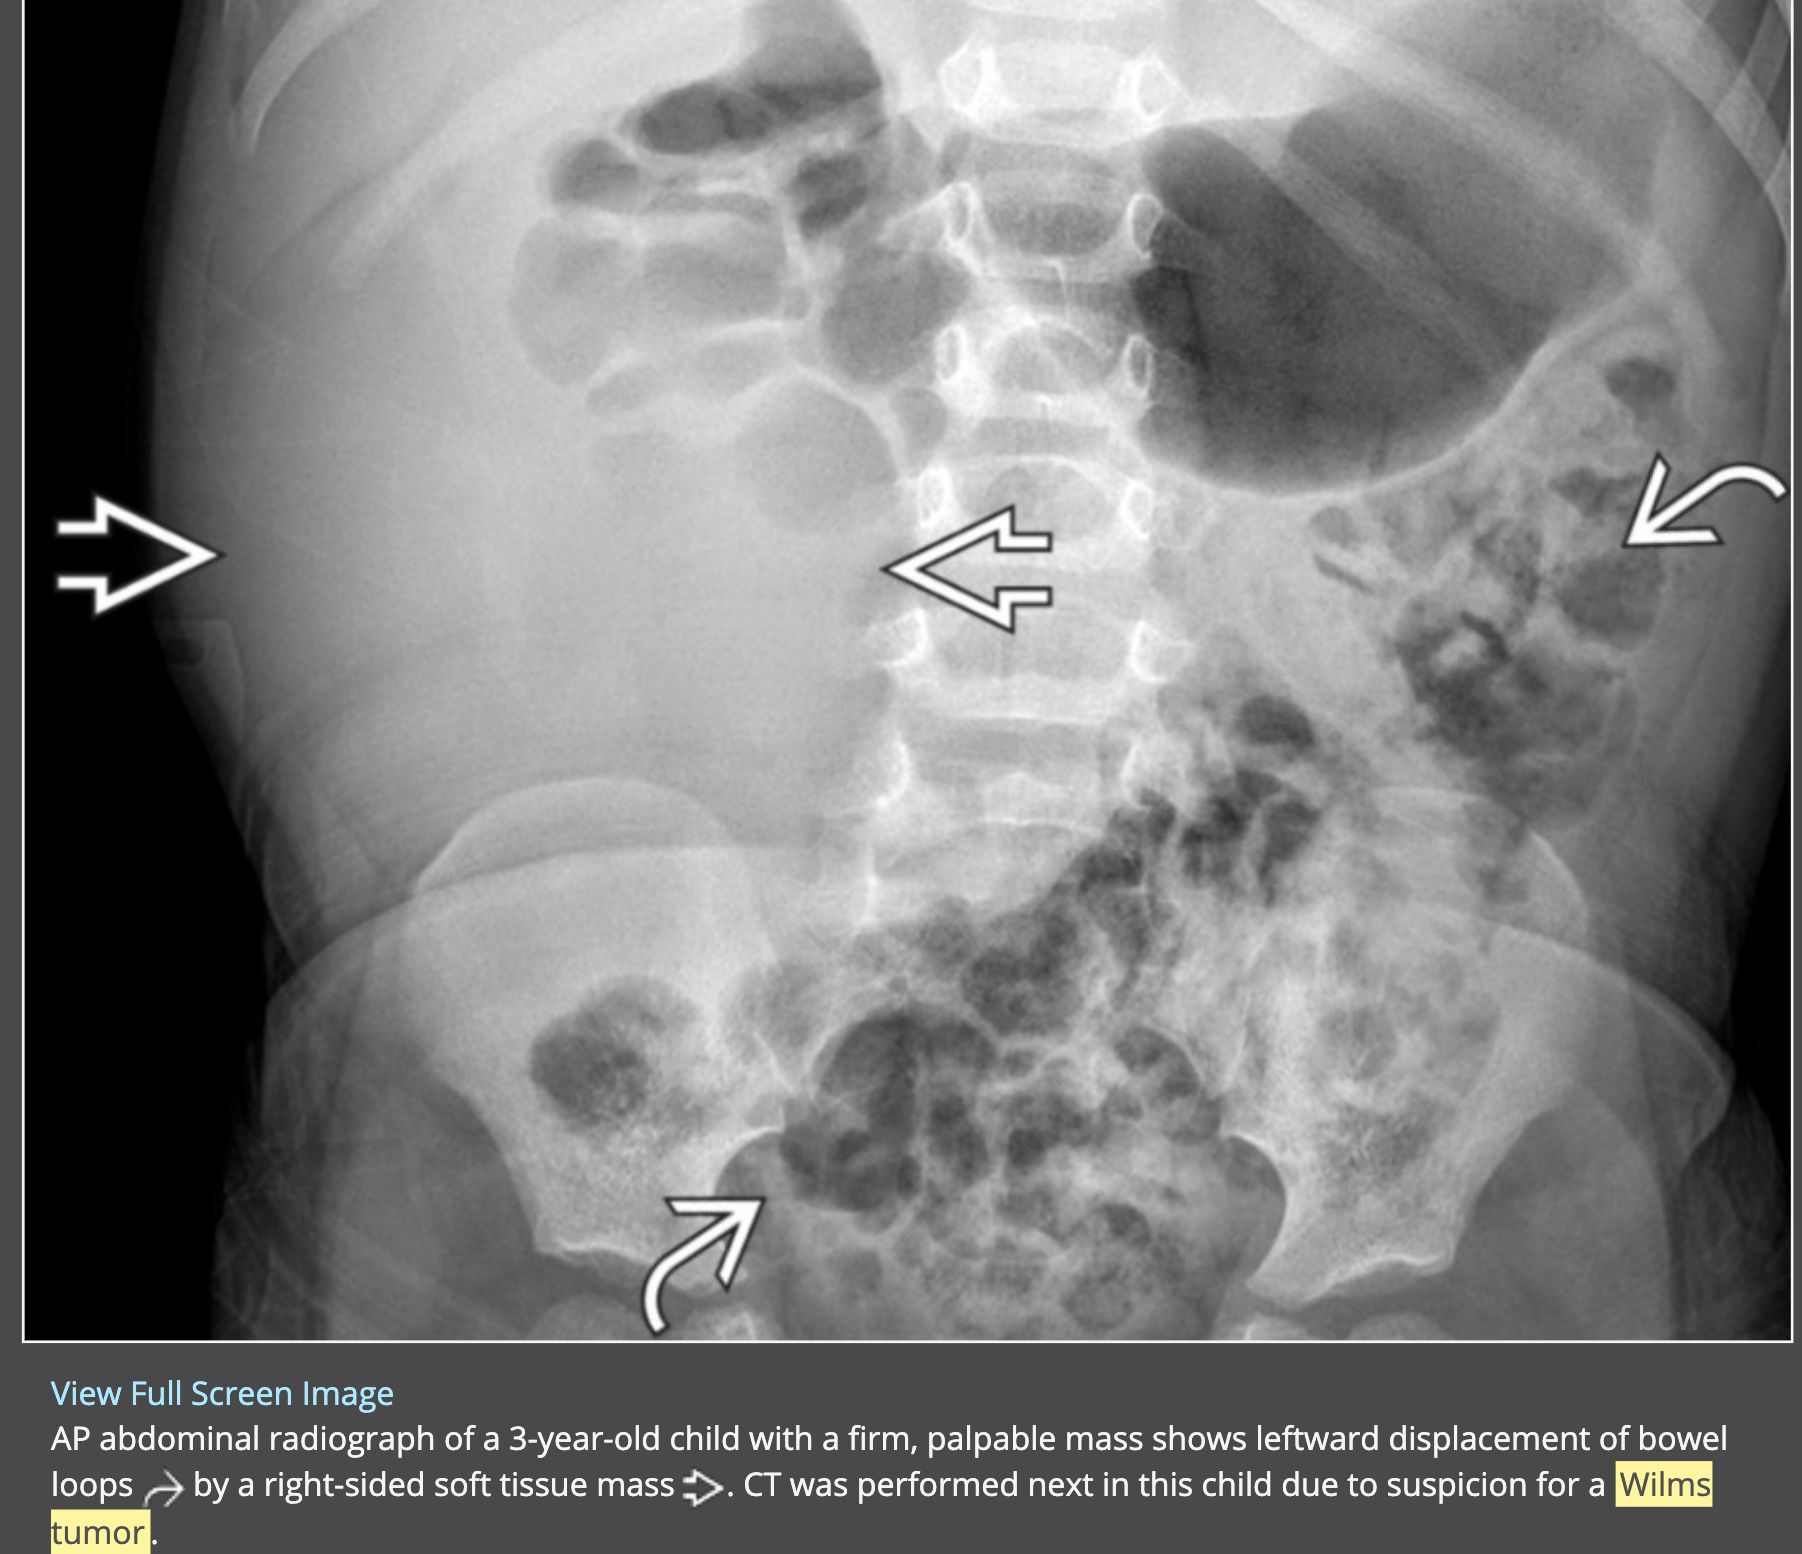 View Full Screen Image
AP abdominal radiograph of a 3-year-old child with a firm, palpable mass shows leftward displacement of bowel
loops by a right-sided soft tissue mass . CT was performed next in this child due to suspicion for a Wilms
tumor .